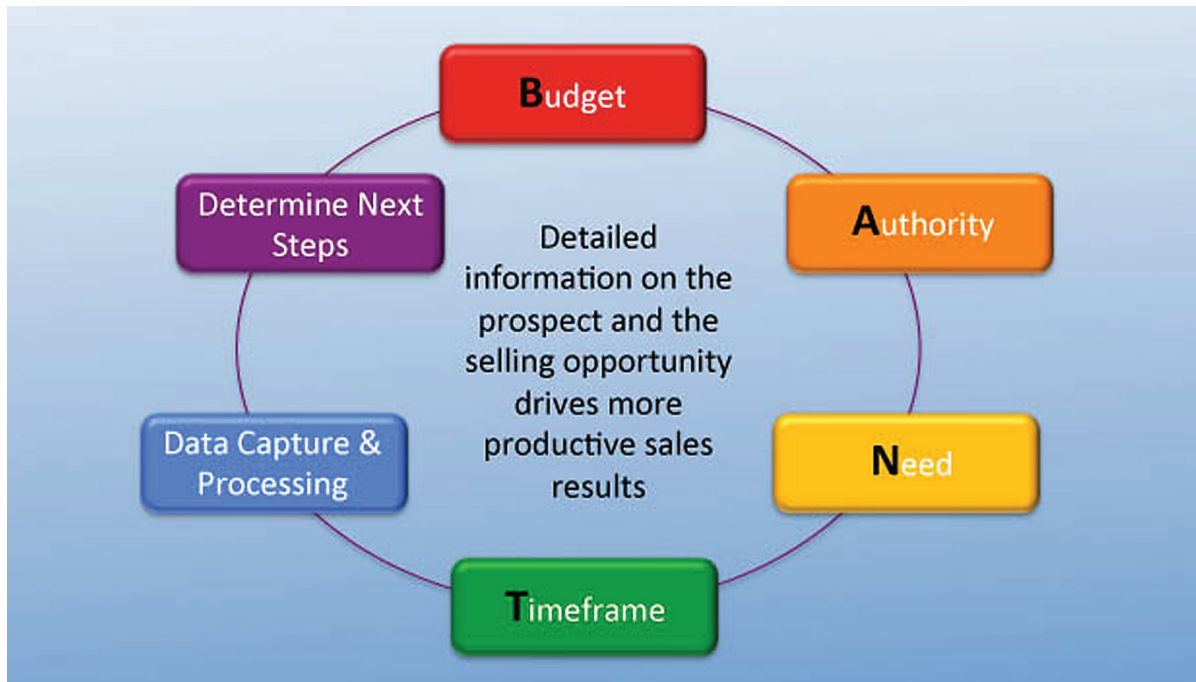 Budget
Authority
Need
Timeframe
Data Capture &
Processing
Determine Next
Steps
Detailed
information on the
prospect and the
selling opportunity
drives more
productive sales
results